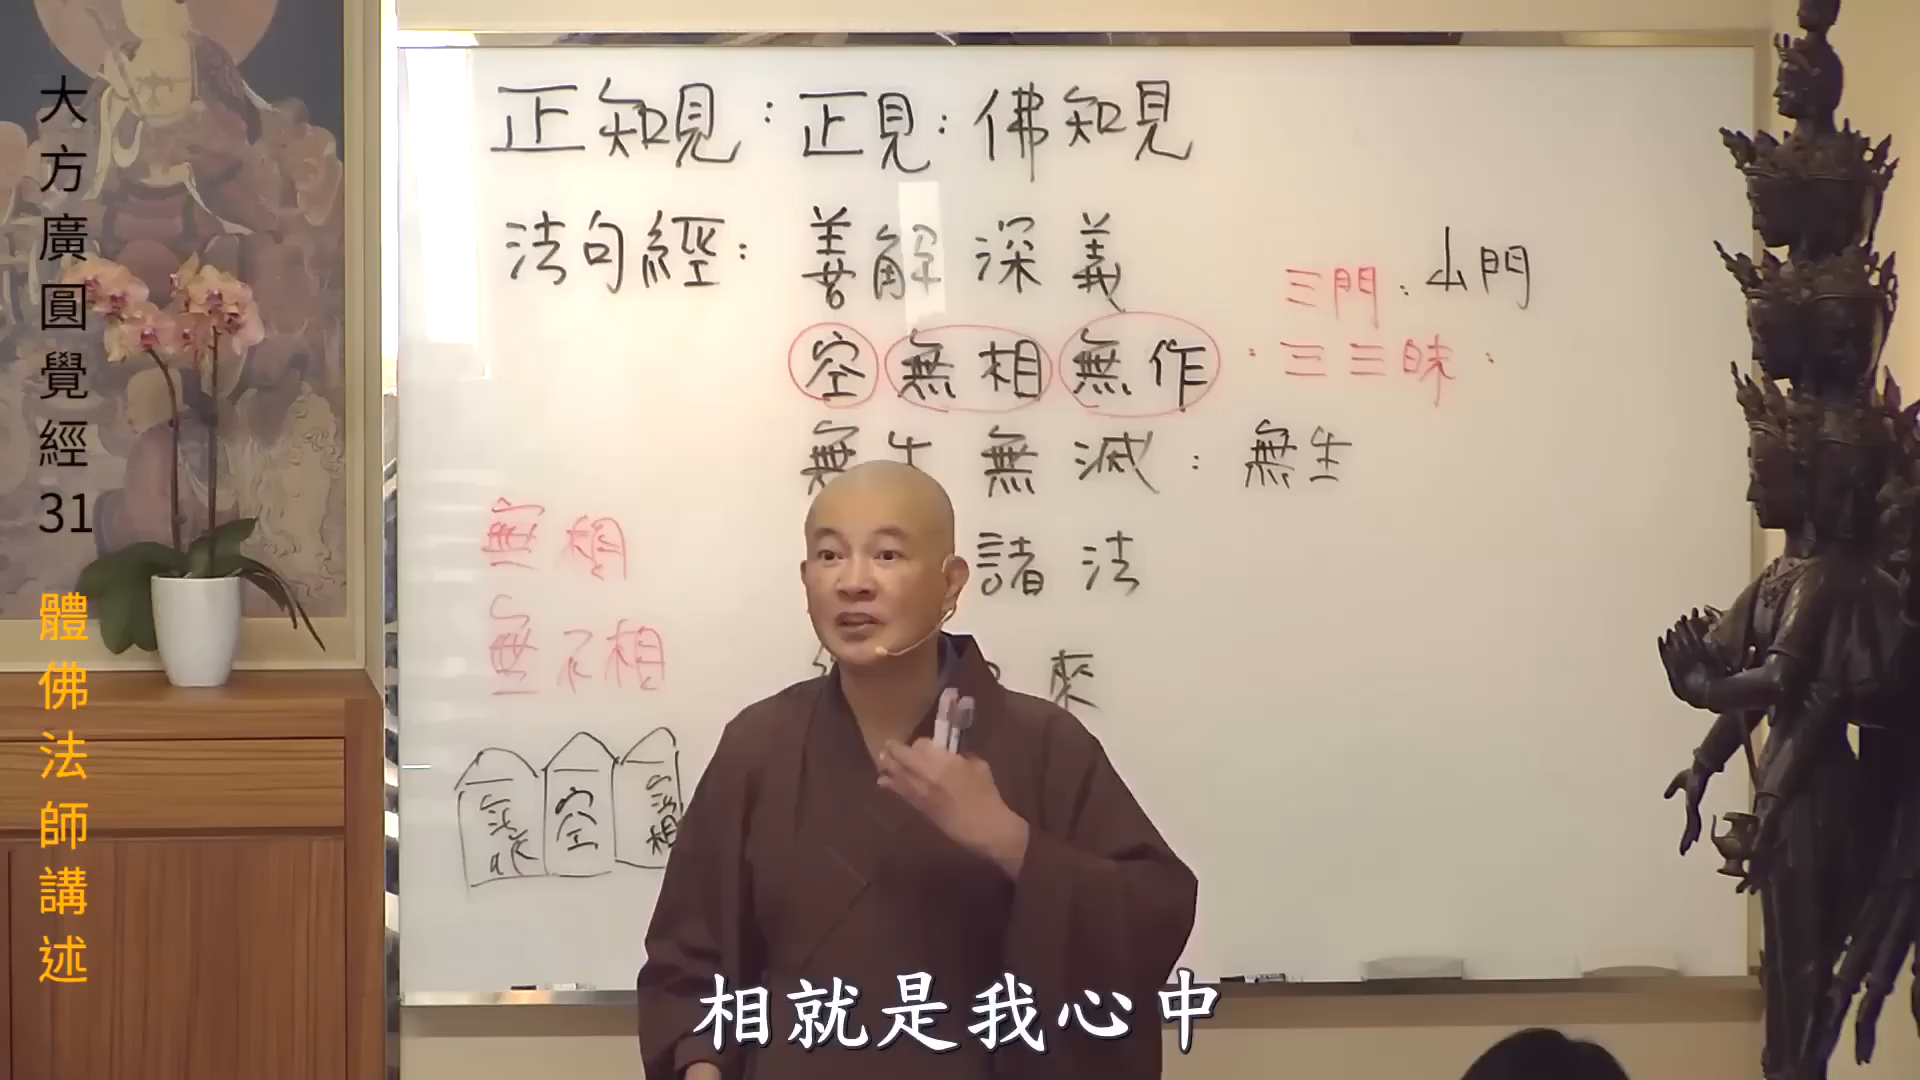 大方廣圓覺經31 體佛法師講述
正知見：正見：佛知見
法句經：善解深義
三門：山門
空 無相 無作：三三昧：
無生 無滅：無生
諸法
來
無相
無不相
空
相就是我心中